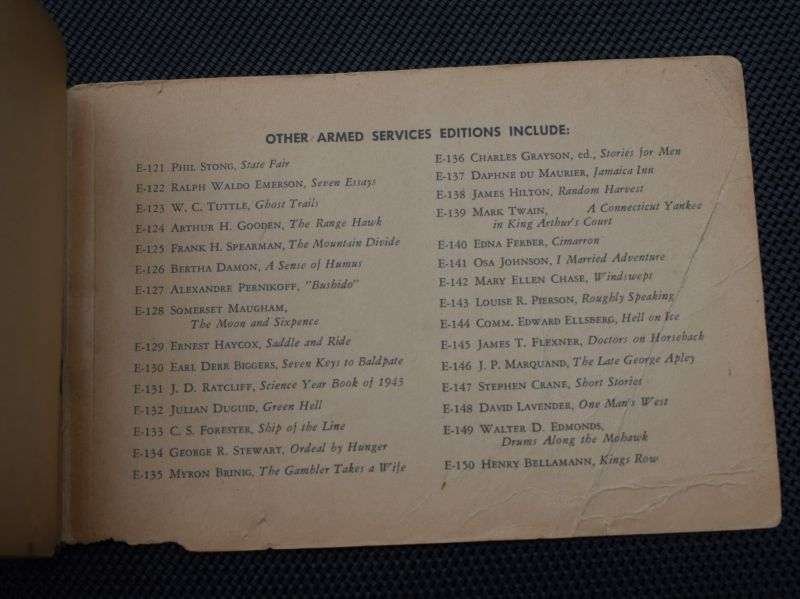 OTHER ARMED SERVICES EDITIONS INCLUDE:
E-121 PHIL STONG, State Fair
E-122 RALPH WALDO EMERSON, Seven Essays
E-123 W. C. TUTTLE, Ghost Trails
E-124 ARTHUR H. GOODEN, The Range Hawk
E-125 FRANK H. SPEARMAN, The Mountain Divide
E-126 BERTHA DAMON, A Sense of Humus
E-127 ALEXANDRE PERNIKOFF, "Bushido"
E-128 SOMERSET MAUGHAM,
The Moon and Sixpence
E-129 ERNEST HAYCOX, Saddle and Ride
E-130 EARL DERR BIGGERS, Seven Keys to Baldpate
E-131 J. D. RATCLIFF, Science Year Book of 1943
E-132 JULIAN DUGUID, Green Hell
E-133 C. S. FORESTER, Ship of the Line
E-134 GEORGE R. STEWART, Ordeal by Hunger
E-135 MYRON BRINIG, The Gambler Takes a Wife
E-136 CHARLES GRAYSON, ed., Stories for Men
E-137 DAPHNE DU MAURIER, Jamaica Inn
E-138 JAMES HILTON, Random Harvest
E-139 MARK TWAIN, A Connecticut Yankee
in King Arthur's Court
E-140 EDNA FERBER, Cimarron
E-141 OSA JOHNSON, I Married Adventure
E-142 MARY ELLEN CHASE, Windswept
E-143 LOUISE R. PIERSON, Roughly Speaking
E-144 COMM. EDWARD ELLSBERG, Hell on Ice
E-145 JAMES T. FLEXNER, Doctors on Horseback
E-146 J. P. MARQUAND, The Late George Apley
E-147 STEPHEN CRANE, Short Stories
E-148 DAVID LAVENDER, One Man's West
E-149 WALTER D. EDMONDS,
Drums Along the Mohawk
E-150 HENRY BELLAMANN, Kings Row